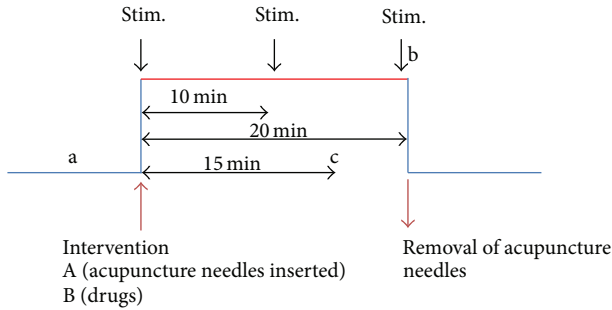 Stim.
Stim.
Stim.
b
10 min
20 min
a
15 min
c
Intervention
A (acupuncture needles inserted)
B (drugs)
Removal of acupuncture
needles